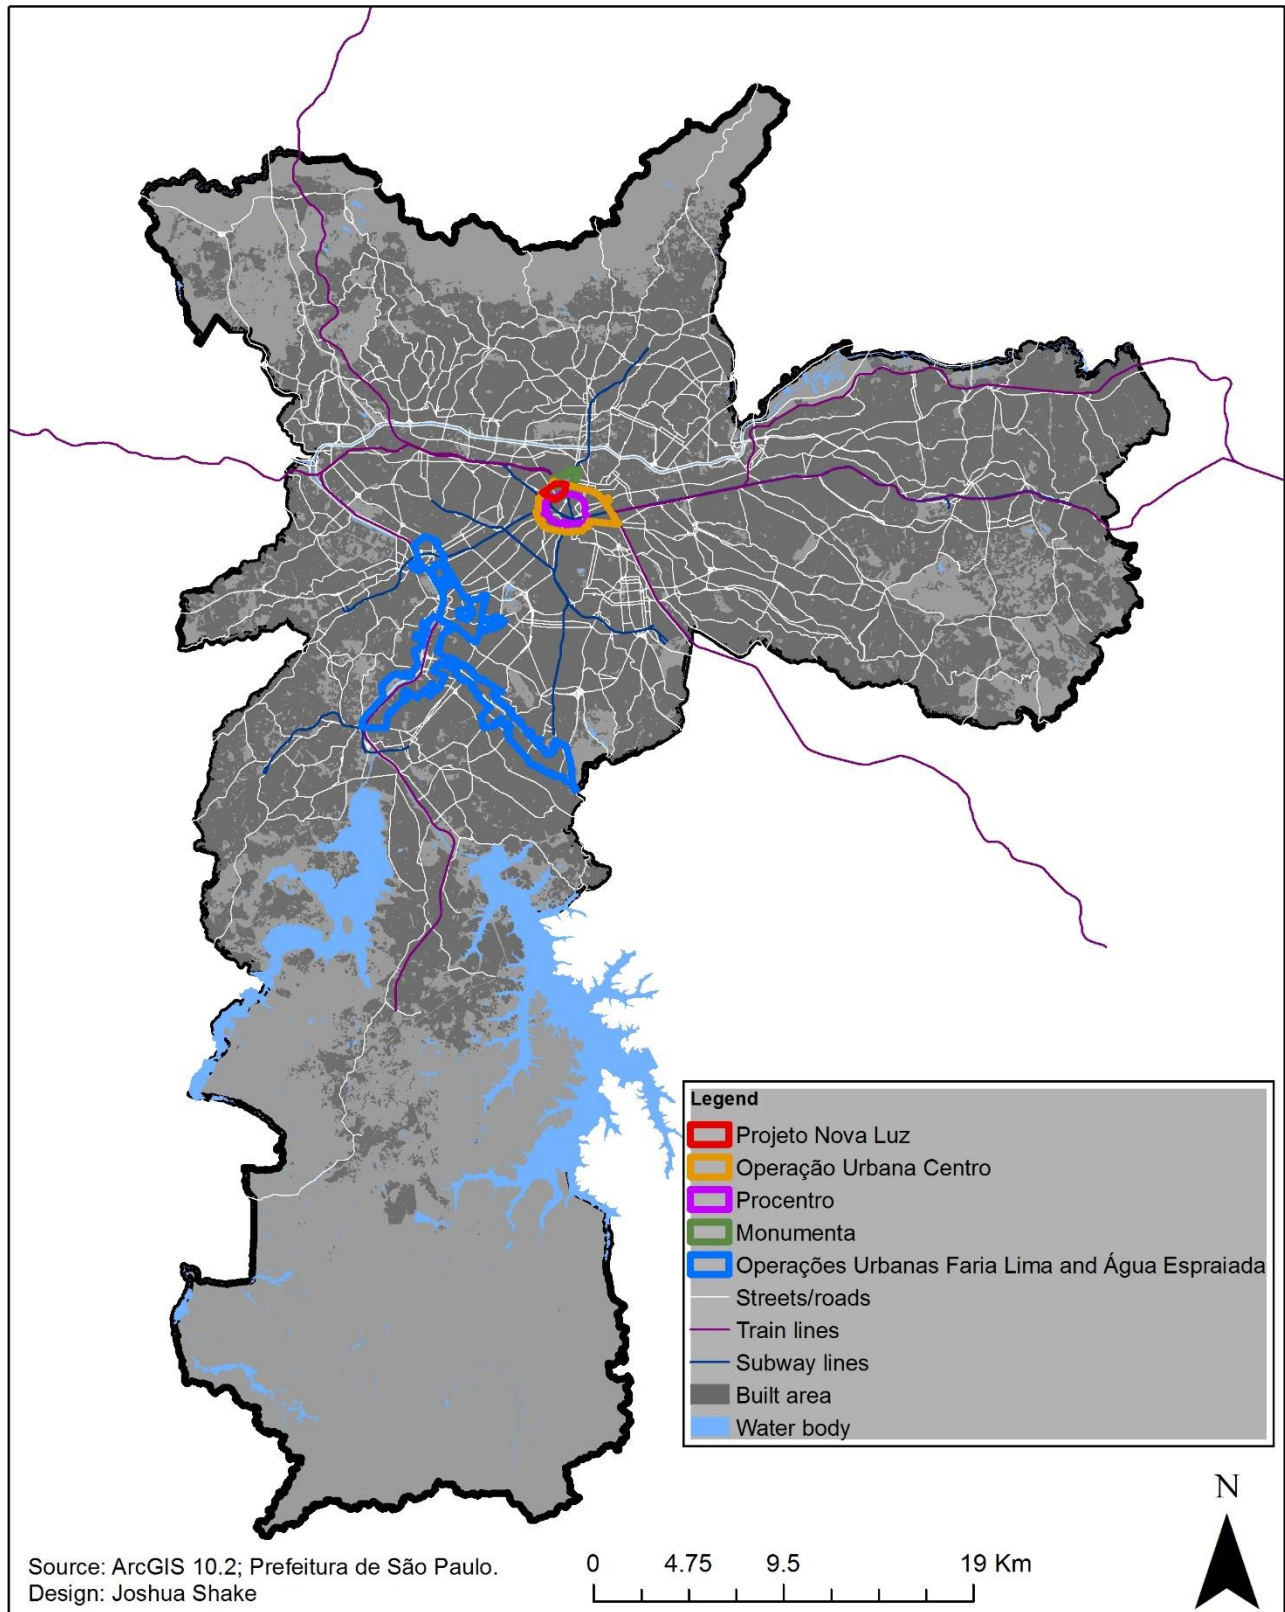 Legend
Projeto Nova Luz
Operação Urbana Centro
Procentro
Monumenta
Operações Urbanas Faria Lima and Água Espraiada
Streets/roads
Train lines
Subway lines
Built area
Water body
N
Source: ArcGIS 10.2; Prefeitura de São Paulo.
Design: Joshua Shake
0 4.75 9.5 19 Km